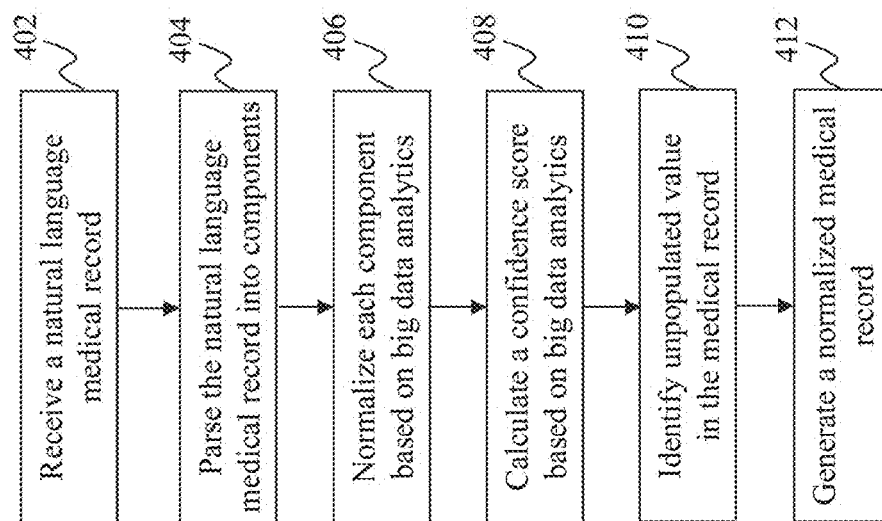 402
Receive a natural language
medical record
404
Parse the natural language
medical record into components
406
Normalize each component
based on big data analytics
408
Calculate a confidence score
based on big data analytics
410
Identify unpopulated value
in the medical record
412
Generate a normalized medical
record